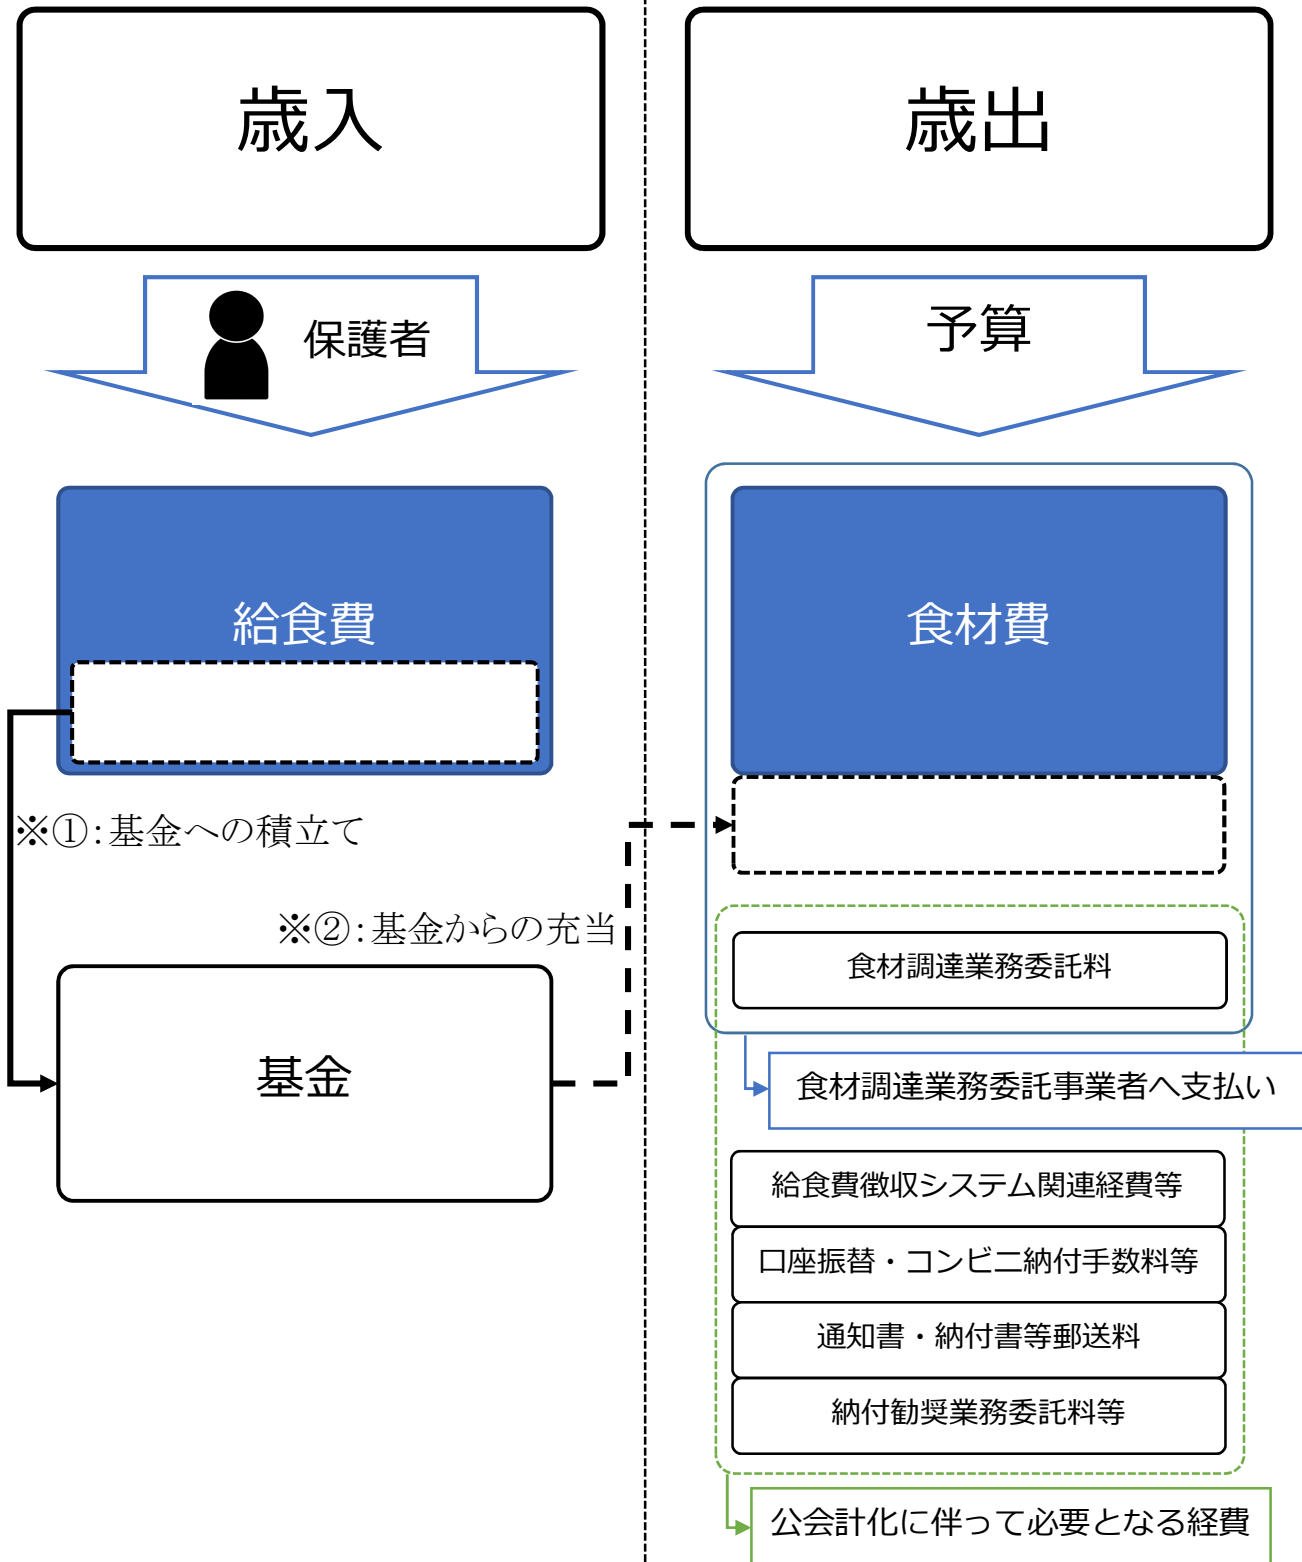 歳入
保護者
給食費
※①：基金への積立て
※②：基金からの充当
基金
歳出
予算
食材費
食材調達業務委託料
食材調達業務委託事業者へ支払い
給食費徴収システム関連経費等
口座振替・コンビニ納付手数料等
通知書・納付書等郵送料
納付勧奨業務委託料等
公会計化に伴って必要となる経費